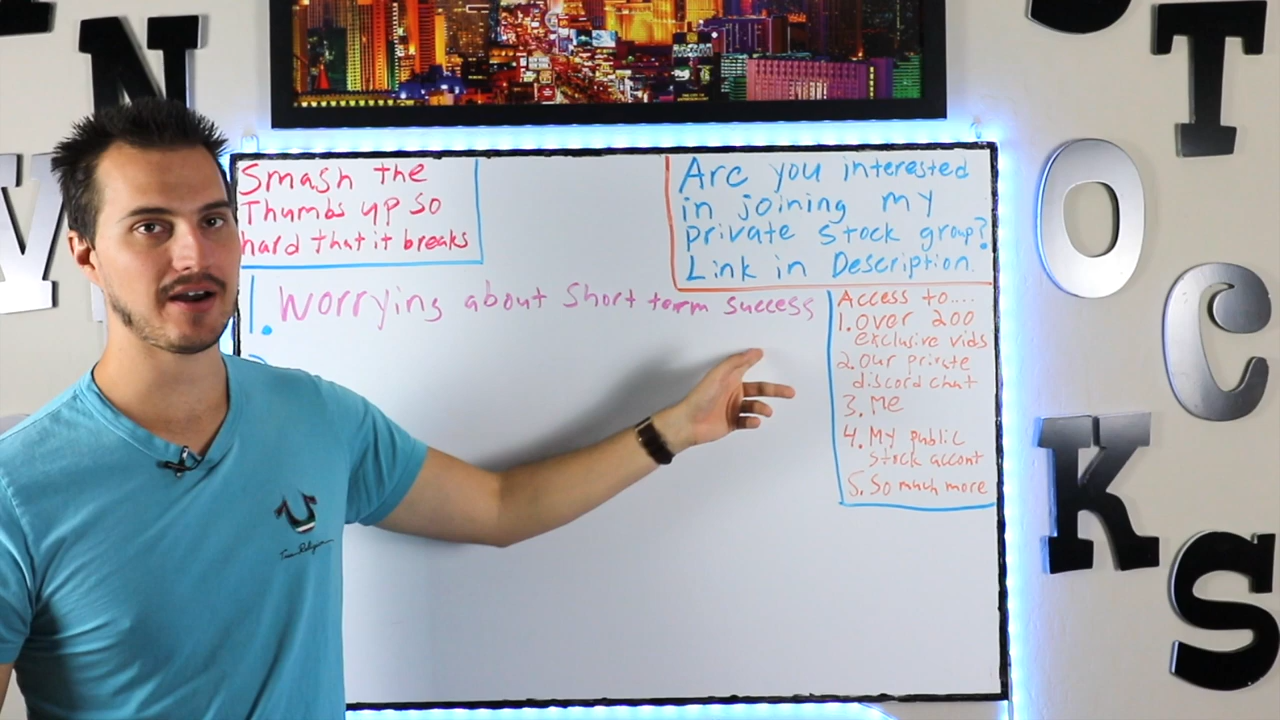 Smash the
Thumbs up so
hard that it breaks
Are you interested
in joining my
private stock group?
Link in Description.
1. Worrying about Short term success
Access to....
1. Over 200
exclusive vids
2. Our private
discord chat
3. Me
4. My public
stock accont
5. So much more
True Religion
N
W
S
T
O
C
K
S